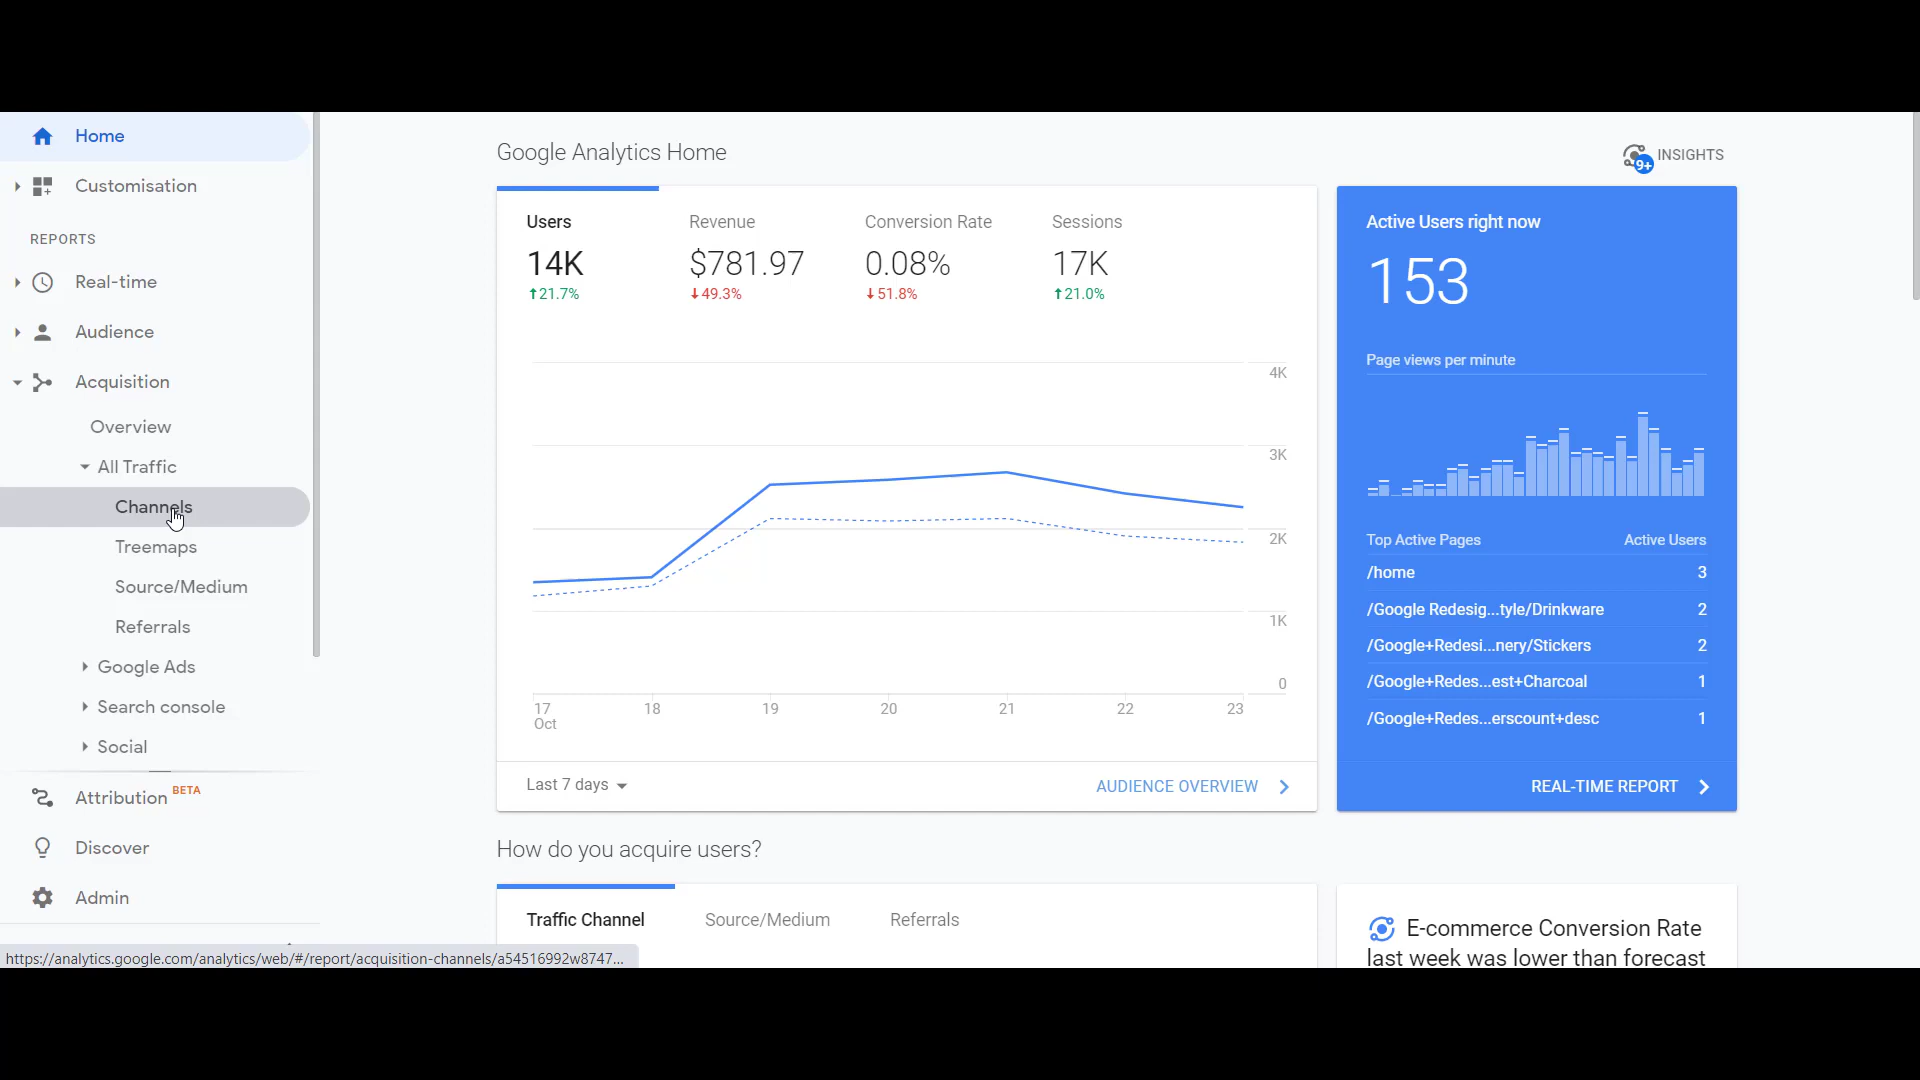 Home
Customisation
REPORTS
Real-time
Audience
Acquisition
Overview
All Traffic
Channels
Treemaps
Source/Medium
Referrals
Google Ads
Search console
Social
Attribution BETA
Discover
Admin
https://analytics.google.com/analytics/web/#/report/acquisition-channels/a54516992w8747...
Google Analytics Home
9+ INSIGHTS
Users Revenue Conversion Rate Sessions
14K $781.97 0.08% 17K
21.7% 49.3% 51.8% 21.0%
4K
3K
2K
1K
0
17 18 19 20 21 22 23
Oct
Last 7 days AUDIENCE OVERVIEW
Active Users right now
153
Page views per minute
Top Active Pages Active Users
/home 3
/Google Redesig...tyle/Drinkware 2
/Google+Redesi...nery/Stickers 2
/Google+Redes...est+Charcoal 1
/Google+Redes...erscount+desc 1
REAL-TIME REPORT
How do you acquire users?
Traffic Channel Source/Medium Referrals
E-commerce Conversion Rate
last week was lower than forecast